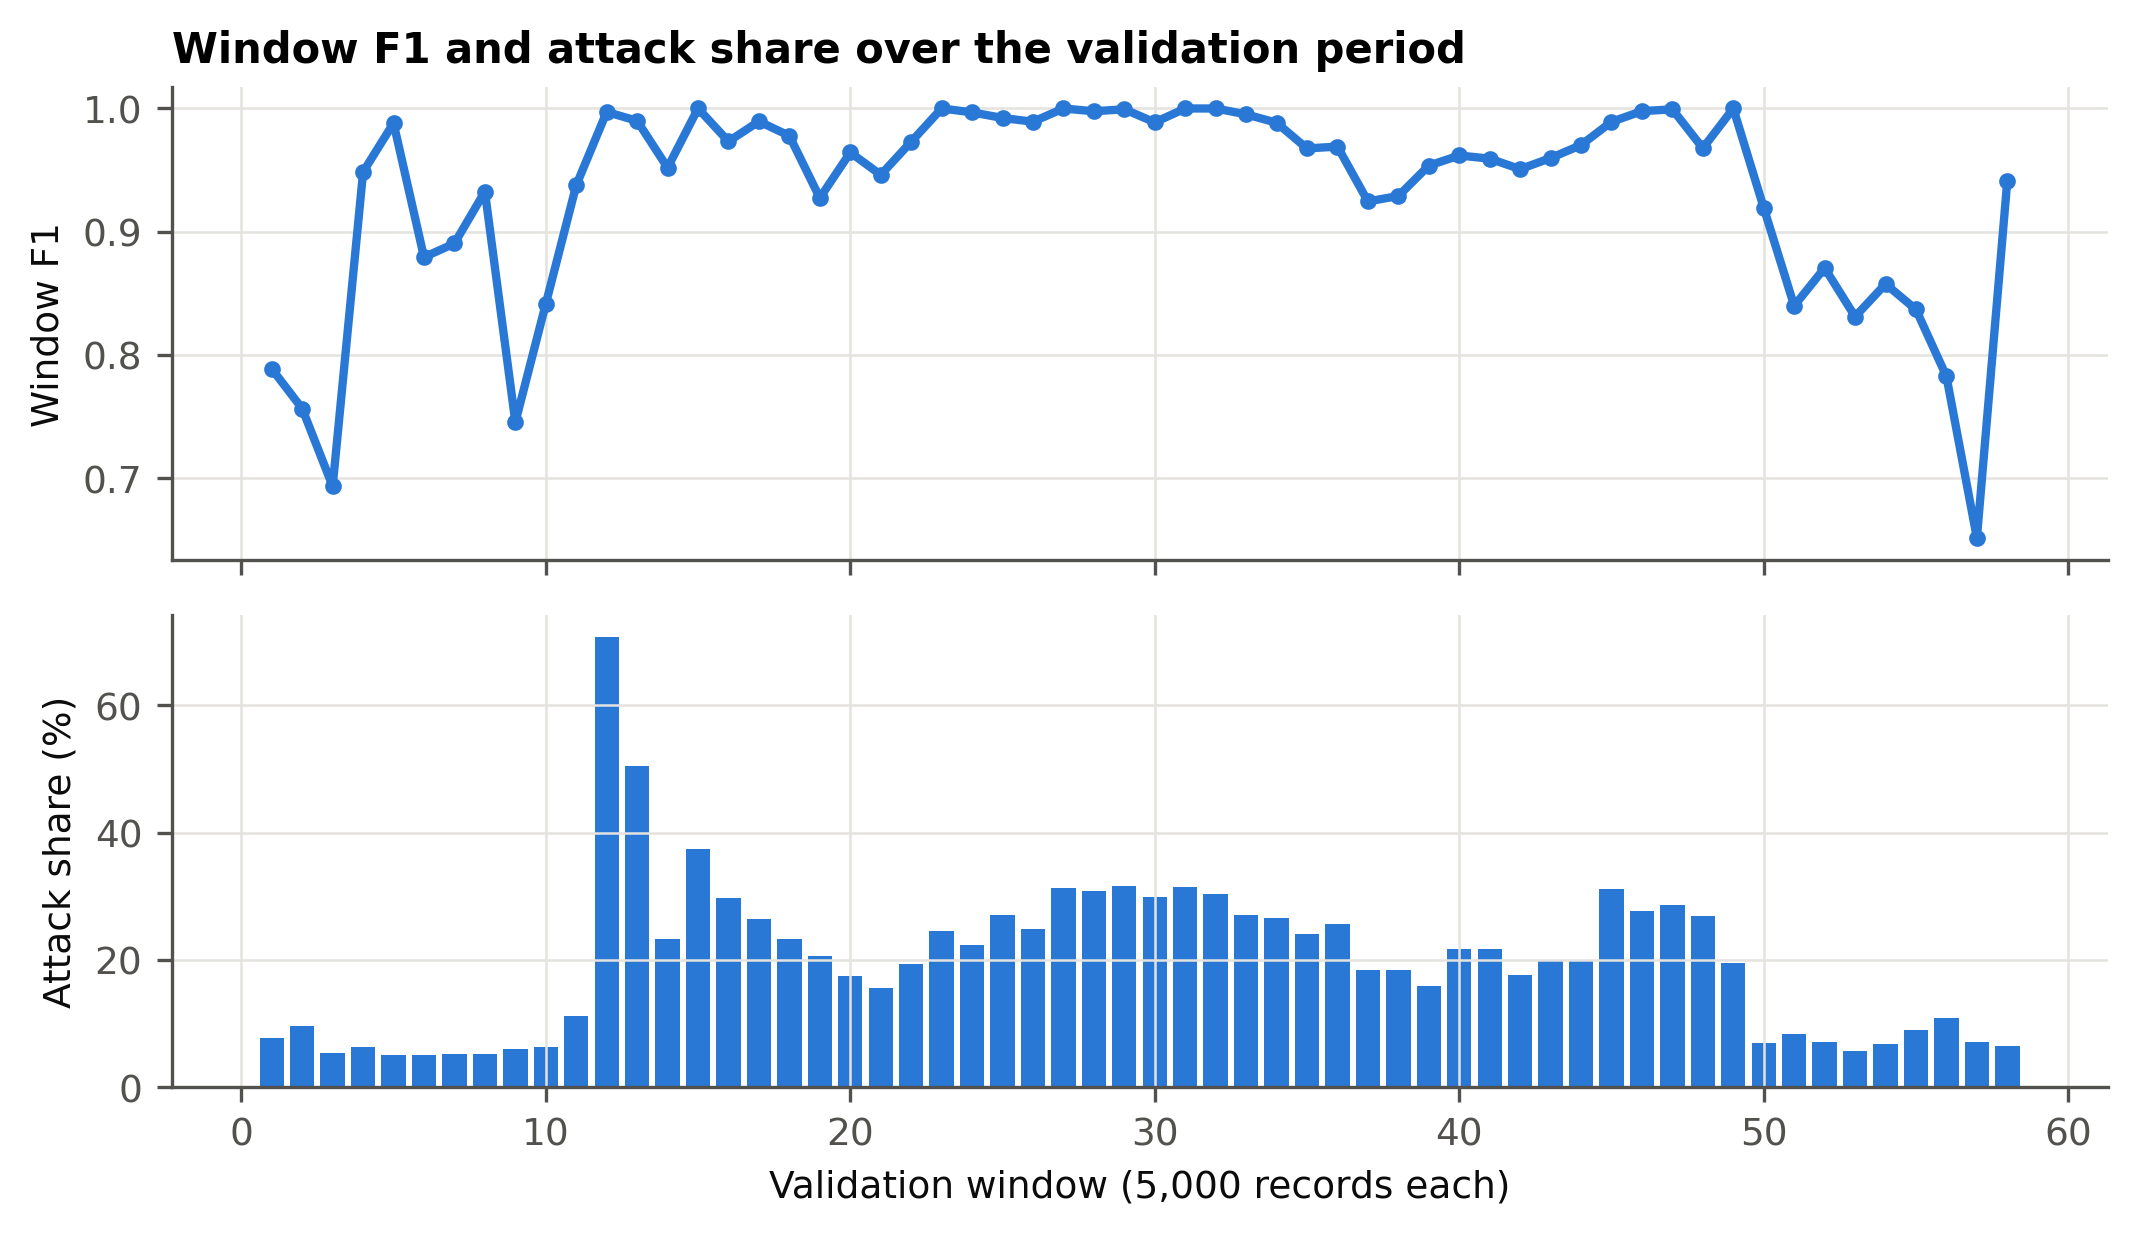 Window F1 and attack share over the validation period
Window F1
1.0
0.9
0.8
0.7
Attack share (%)
60
40
20
0
0 10 20 30 40 50 60
Validation window (5,000 records each)